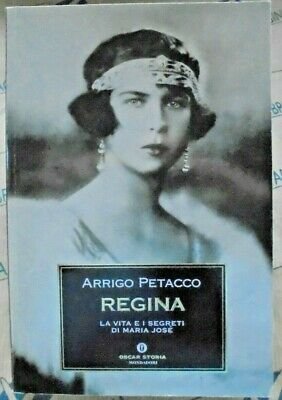 ARRIGO PETACCO
REGINA
LA VITA E I SEGRETI
DI MARIA JOSÉ
OSCAR STORIA
MONDADORI